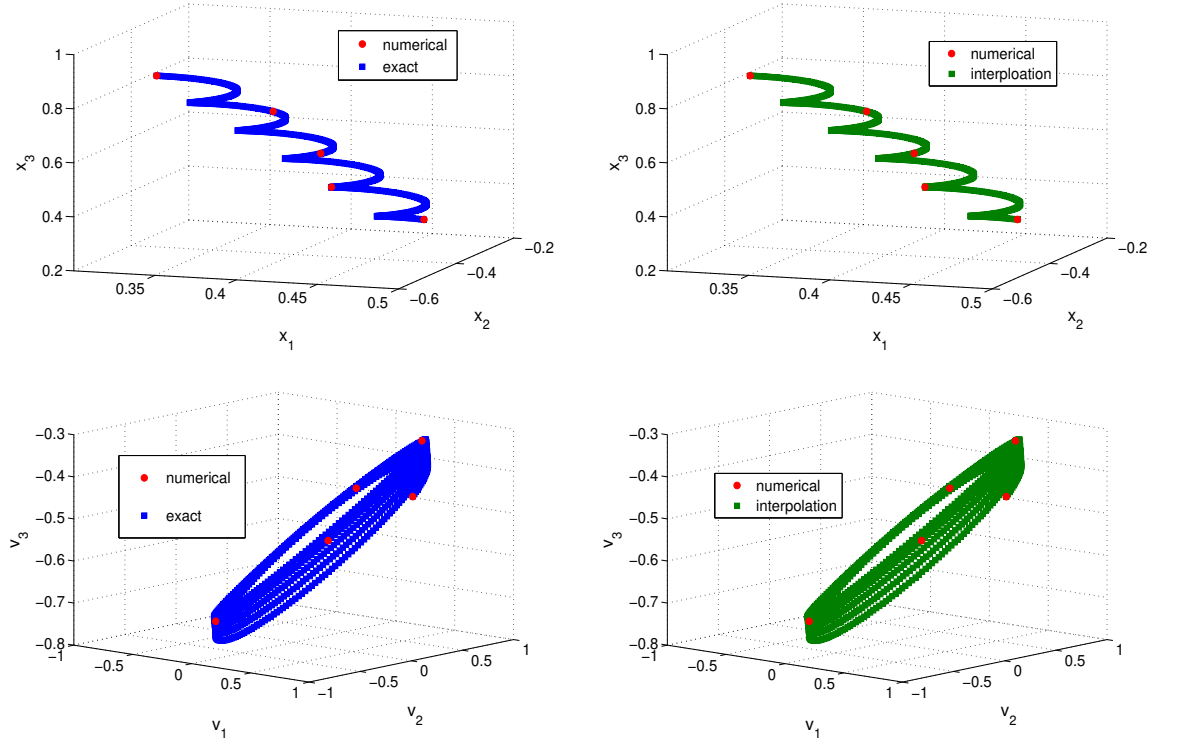 numerical
exact
1
0.8
0.6
0.4
0.2
x3
0.35
0.4
0.45
0.5
x1
−0.6
−0.4
−0.2
x2
numerical
interploation
1
0.8
0.6
0.4
0.2
x3
0.35
0.4
0.45
0.5
x1
−0.6
−0.4
−0.2
x2
numerical
exact
−0.3
−0.4
−0.5
−0.6
−0.7
−0.8
v3
−1
−0.5
0
0.5
1
v1
−1
−0.5
0
0.5
1
v2
numerical
interpolation
−0.3
−0.4
−0.5
−0.6
−0.7
−0.8
v3
−1
−0.5
0
0.5
1
v1
−1
−0.5
0
0.5
1
v2